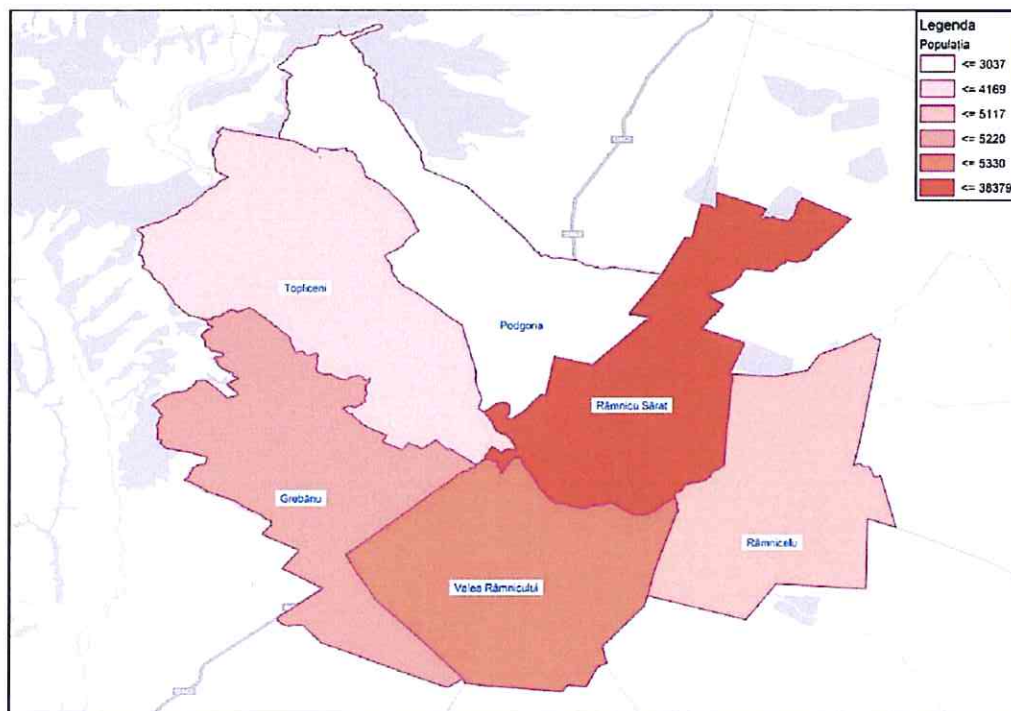 Legenda
Populația
<= 3037
<= 4169
<= 5117
<= 5220
<= 5330
<= 38379
Topliceni
Podgoria
Râmnicu Sărat
Grebănu
Râmnicelu
Valea Râmnicului